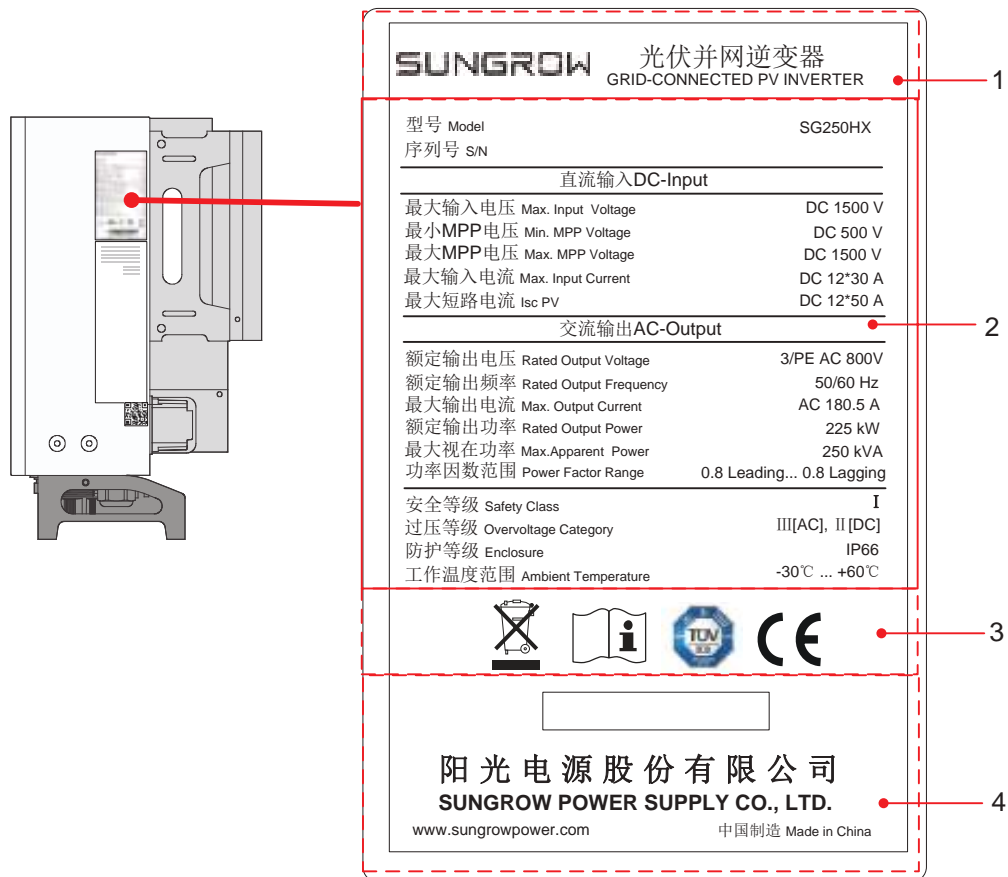 SUNGROW 光伏并网逆变器
GRID-CONNECTED PV INVERTER
1
型号 Model SG250HX
序列号 S/N
直流输入DC-Input
最大输入电压 Max. Input Voltage DC 1500 V
最小MPP电压 Min. MPP Voltage DC 500 V
最大MPP电压 Max. MPP Voltage DC 1500 V
最大输入电流 Max. Input Current DC 12*30 A
最大短路电流 Isc PV DC 12*50 A
交流输出AC-Output
2
额定输出电压 Rated Output Voltage 3/PE AC 800V
额定输出频率 Rated Output Frequency 50/60 Hz
最大输出电流 Max. Output Current AC 180.5 A
额定输出功率 Rated Output Power 225 kW
最大视在功率 Max.Apparent Power 250 kVA
功率因数范围 Power Factor Range 0.8 Leading... 0.8 Lagging
安全等级 Safety Class I
过压等级 Overvoltage Category III[AC], II[DC]
防护等级 Enclosure IP66
工作温度范围 Ambient Temperature -30℃ ... +60℃
TÜV
CE
3
阳光电源股份有限公司
SUNGROW POWER SUPPLY CO., LTD.
4
www.sungrowpower.com 中国制造 Made in China